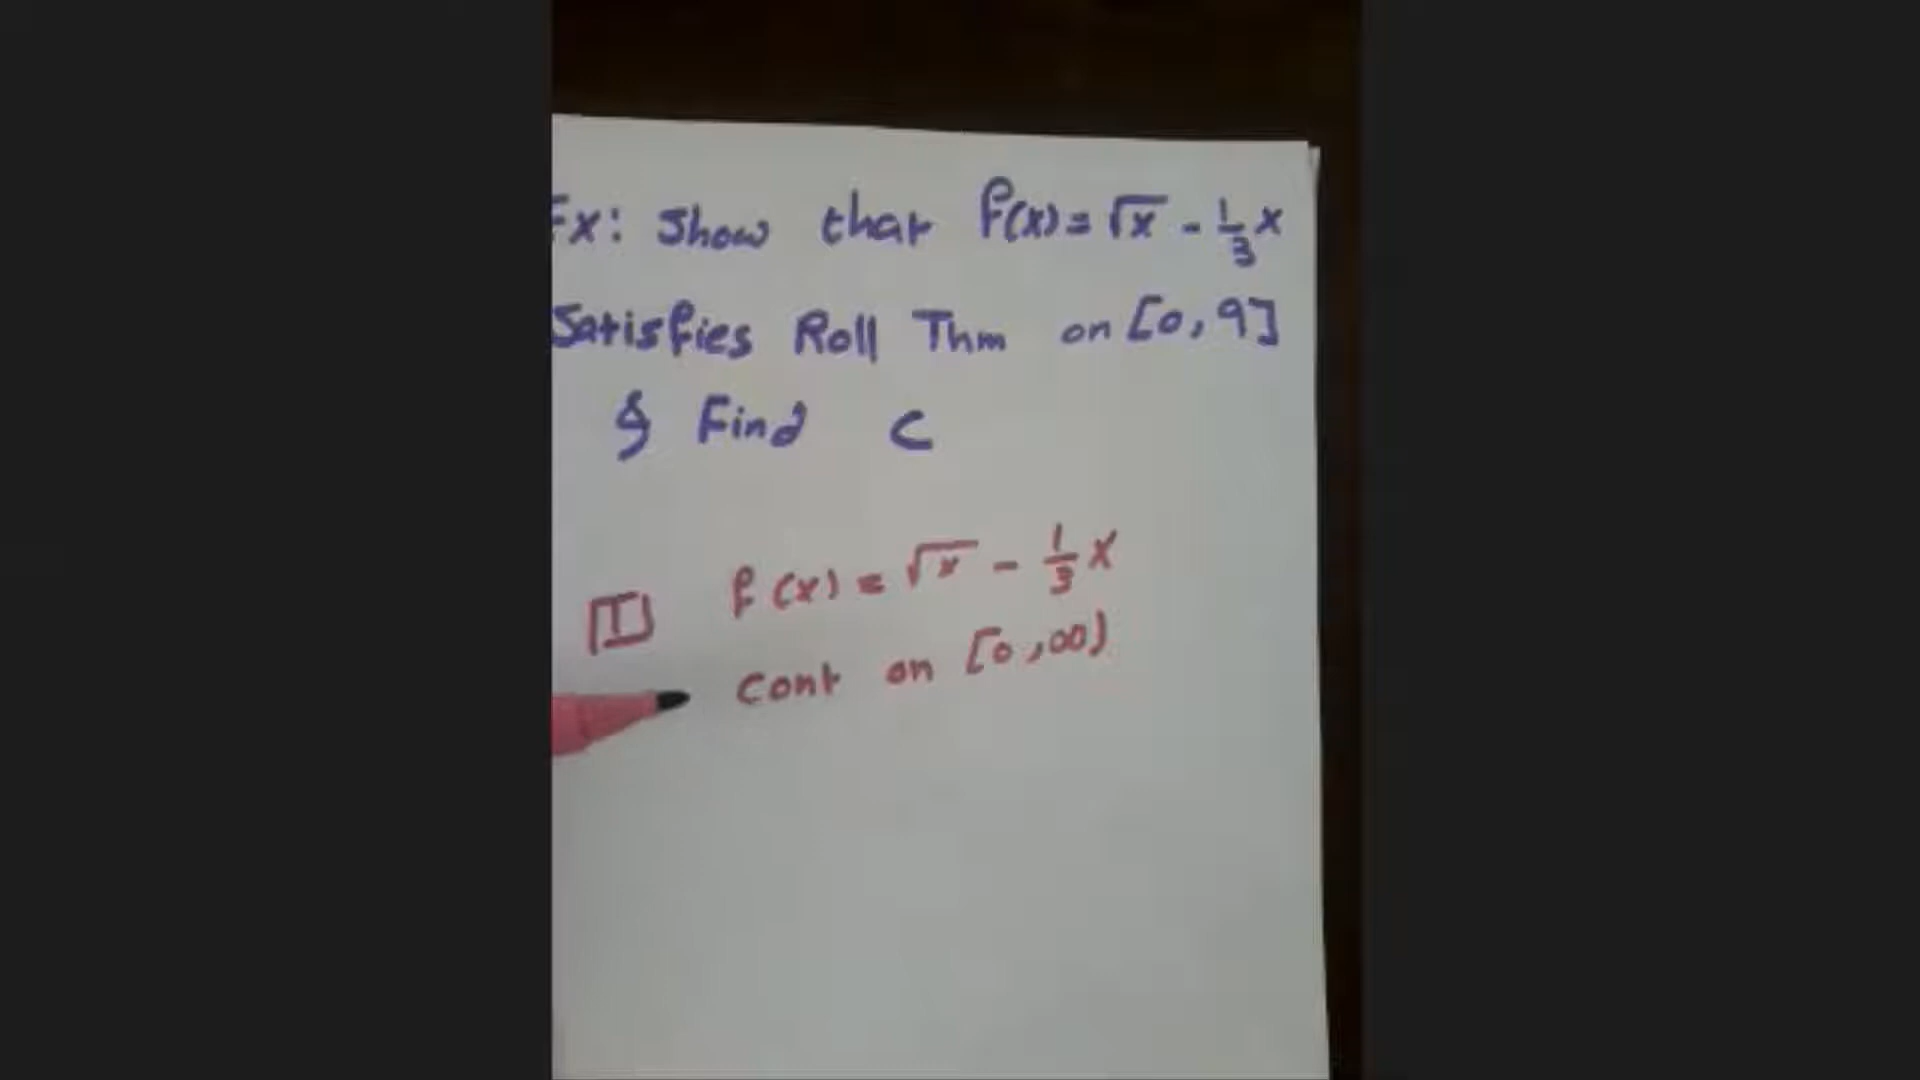 Ex: Show that f(x) = √x - 1/3 x
Satisfies Roll Thm on [0, 9]
& Find C
[I] f(x) = √x - 1/3 x
cont on [0, ∞)